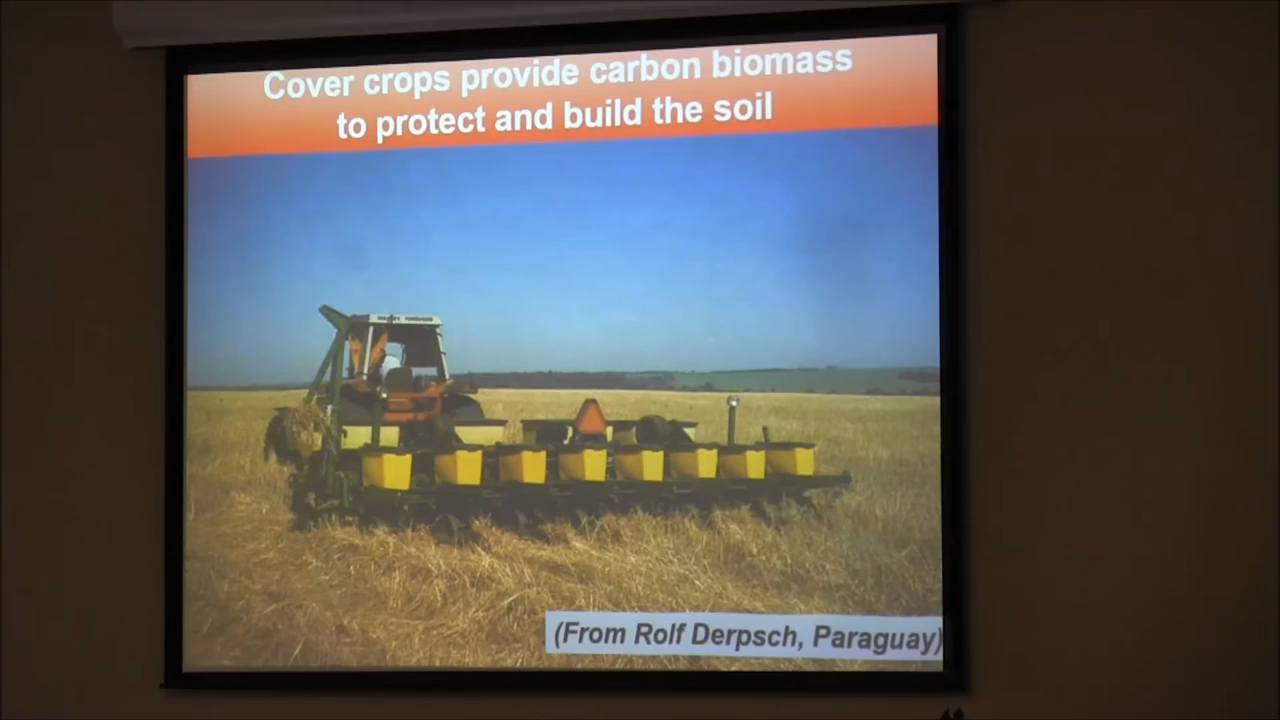 Cover crops provide carbon biomass
to protect and build the soil
(From Rolf Derpsch, Paraguay)